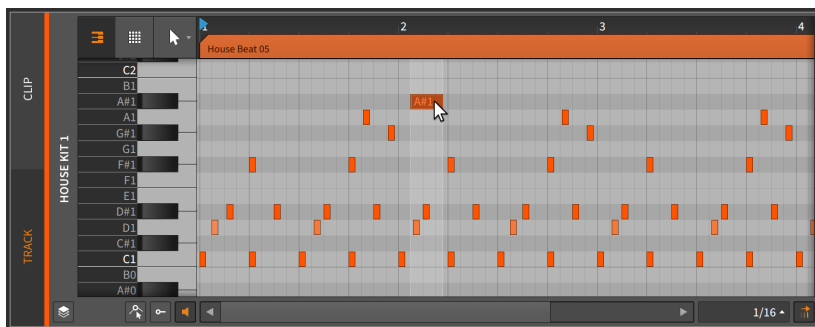 1 2 3 4
House Beat 05
CLIP
TRACK
HOUSE KIT 1
C2
B1
A#1
A#1
A1
G#1
G1
F#1
F1
E1
D#1
D1
C#1
C1
B0
A#0
1/16